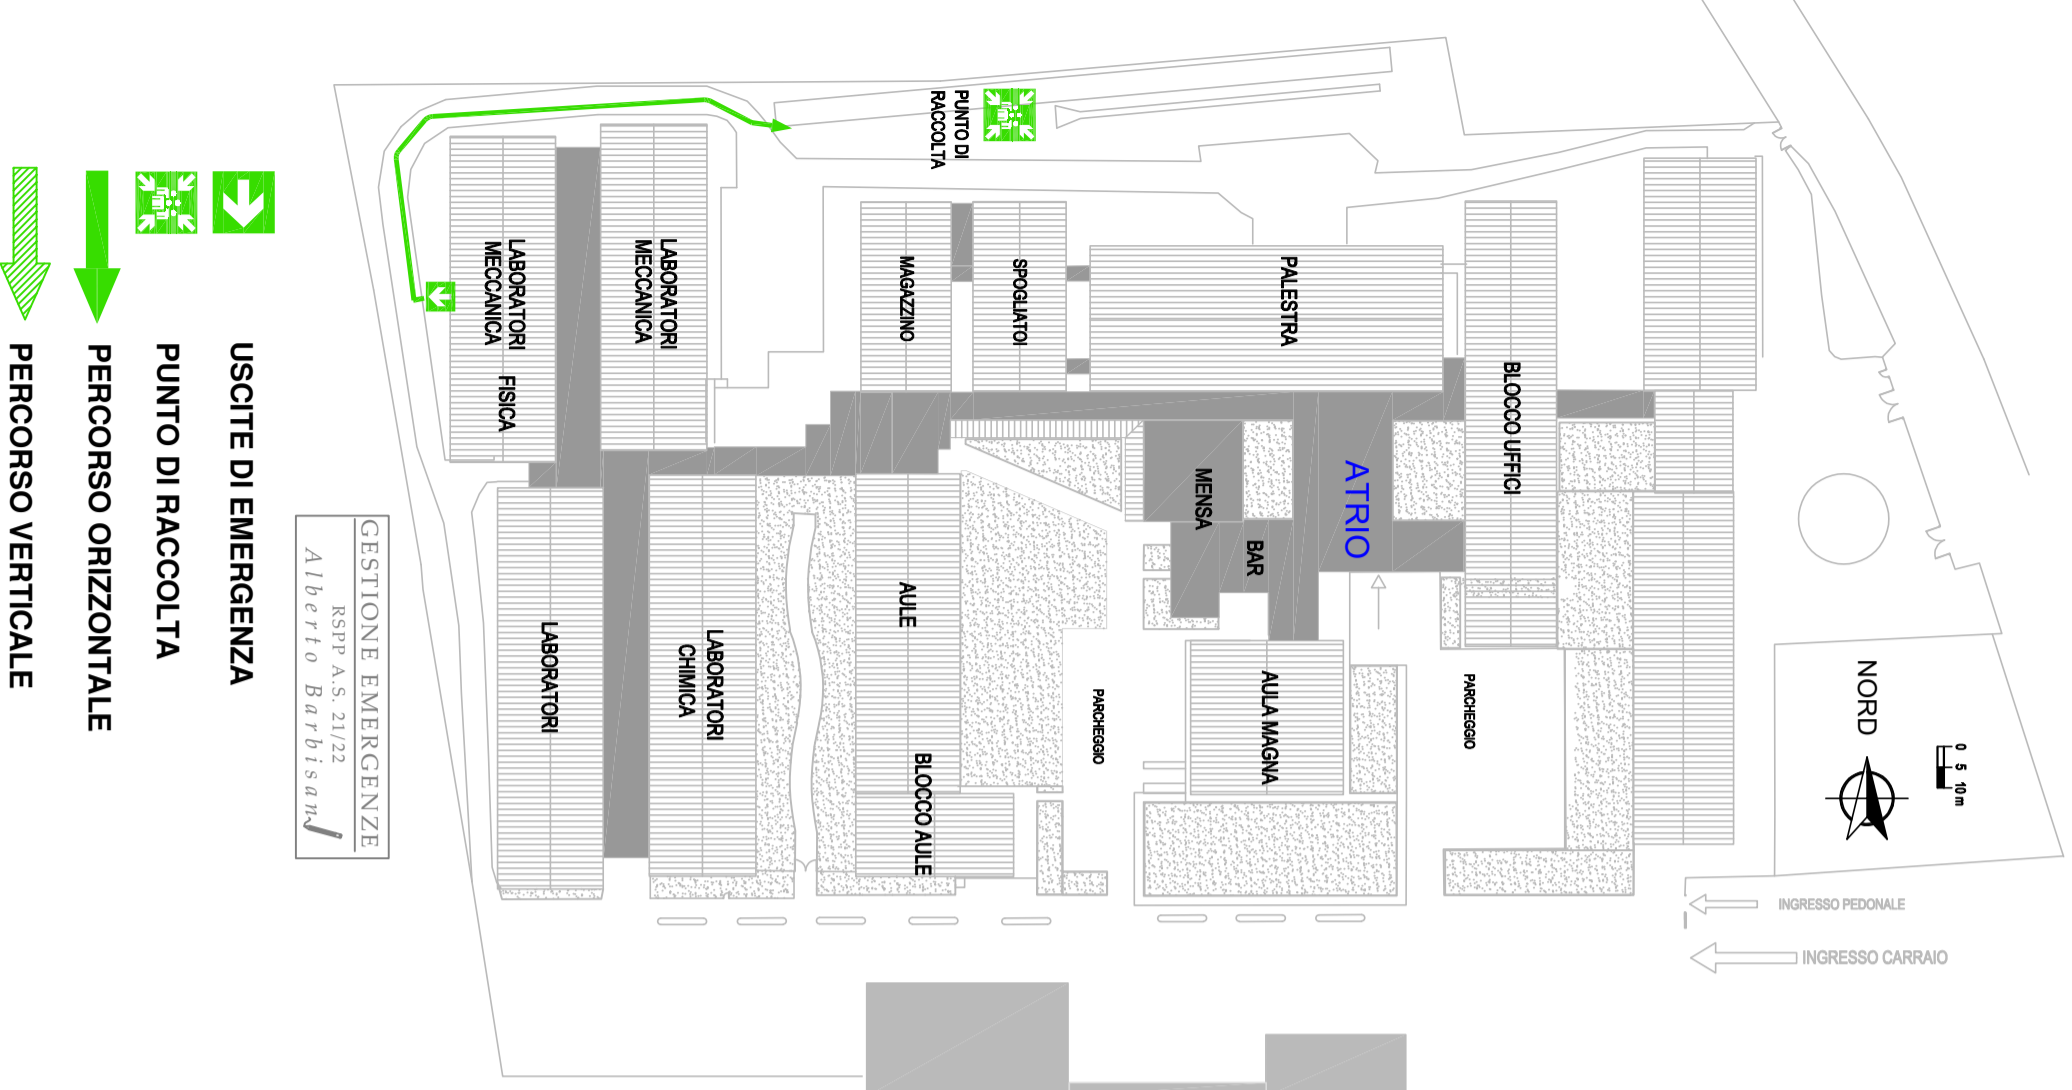 USCITE DI EMERGENZA
PUNTO DI RACCOLTA
PERCORSO ORIZZONTALE
PERCORSO VERTICALE
GESTIONE EMERGENZE
RSPP A.S. 21/22
Alberto Barbisan
PUNTO DI
RACCOLTA
LABORATORI
MECCANICA
FISICA
LABORATORI
MECCANICA
MAGAZZINO
SPOGLIATOI
PALESTRA
BLOCCO UFFICI
ATRIO
MENSA
BAR
AULE
BLOCCO AULE
LABORATORI
LABORATORI
CHIMICA
AULA MAGNA
PARCHEGGIO
PARCHEGGIO
NORD
0 5 10 m
INGRESSO PEDONALE
INGRESSO CARRAIO